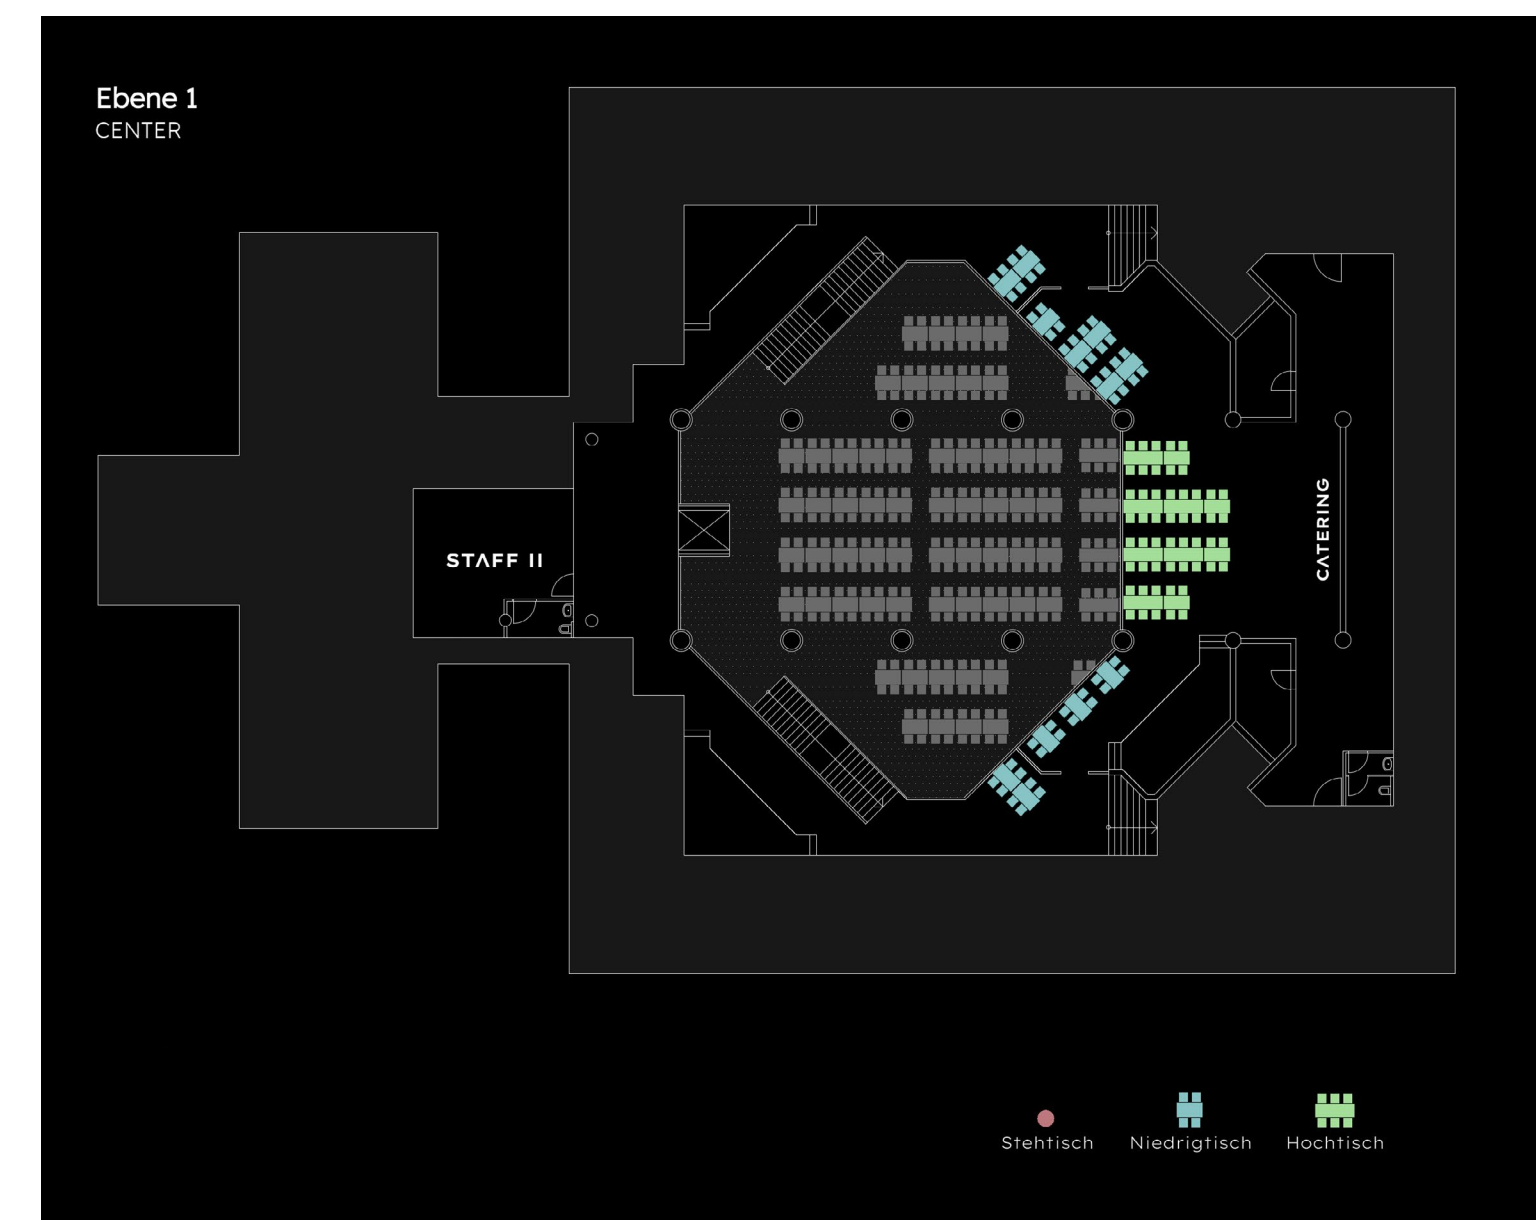 Ebene 1
CENTER
STAFF II
CATERING
Stehtisch
Niedrigtisch
Hochtisch